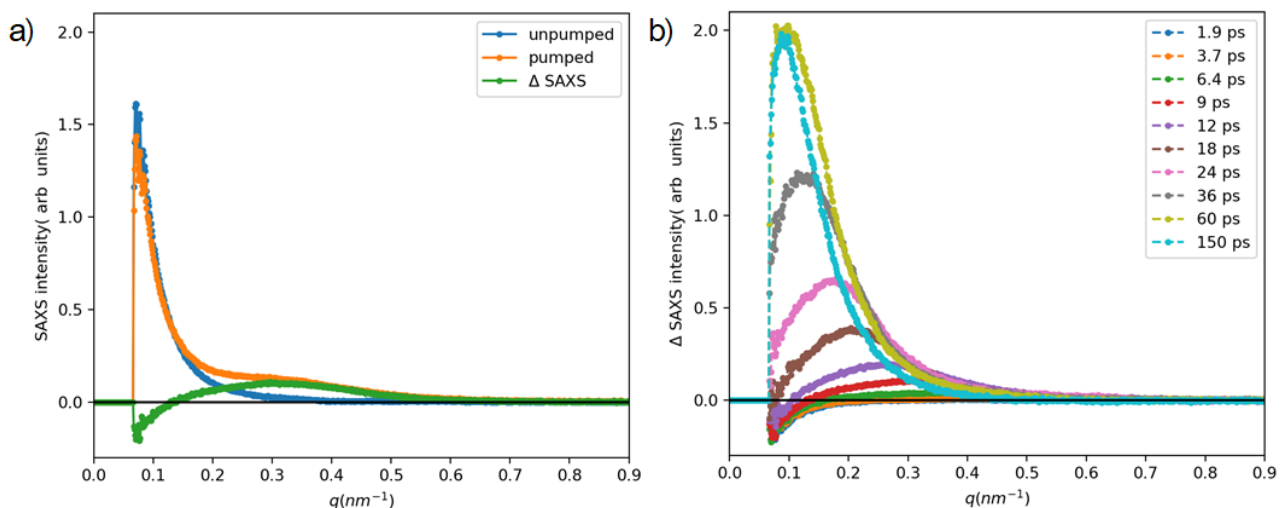 a)
2.0
1.5
1.0
0.5
0.0
SAXS intensity( arb  units)
unpumped
pumped
Δ SAXS
0.0 0.1 0.2 0.3 0.4 0.5 0.6 0.7 0.8 0.9
q(nm⁻¹)
b)
2.0
1.5
1.0
0.5
0.0
Δ SAXS intensity( arb  units)
1.9 ps
3.7 ps
6.4 ps
9 ps
12 ps
18 ps
24 ps
36 ps
60 ps
150 ps
0.0 0.1 0.2 0.3 0.4 0.5 0.6 0.7 0.8 0.9
q(nm⁻¹)